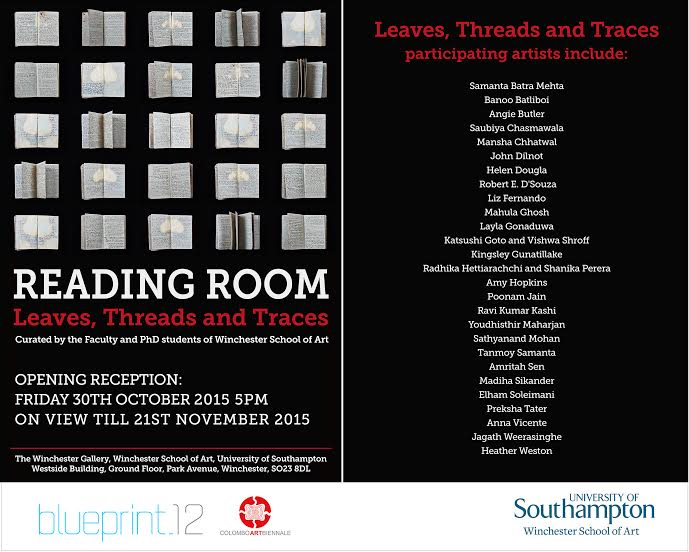 READING ROOM
Leaves, Threads and Traces
Curated by the Faculty and PhD students of Winchester School of Art
OPENING RECEPTION:
FRIDAY 30TH OCTOBER 2015 5PM
ON VIEW TILL 21ST NOVEMBER 2015
The Winchester Gallery, Winchester School of Art, University of Southampton
Westside Building, Ground Floor, Park Avenue, Winchester, SO23 8DL
Leaves, Threads and Traces
participating artists include:
Samanta Batra Mehta
Banoo Batliboi
Angie Butler
Saubiya Chasmawala
Mansha Chhatwal
John Dilnot
Helen Dougla
Robert E. D'Souza
Liz Fernando
Mahula Ghosh
Layla Gonaduwa
Katsushi Goto and Vishwa Shroff
Kingsley Gunatillake
Radhika Hettiarachchi and Shanika Perera
Amy Hopkins
Poonam Jain
Ravi Kumar Kashi
Youdhisthir Maharjan
Sathyanand Mohan
Tanmoy Samanta
Amritah Sen
Madiha Sikander
Elham Soleimani
Preksha Tater
Anna Vicente
Jagath Weerasinghe
Heather Weston
blueprint.12
COLOMBOARTBIENNALE
UNIVERSITY OF
Southampton
Winchester School of Art